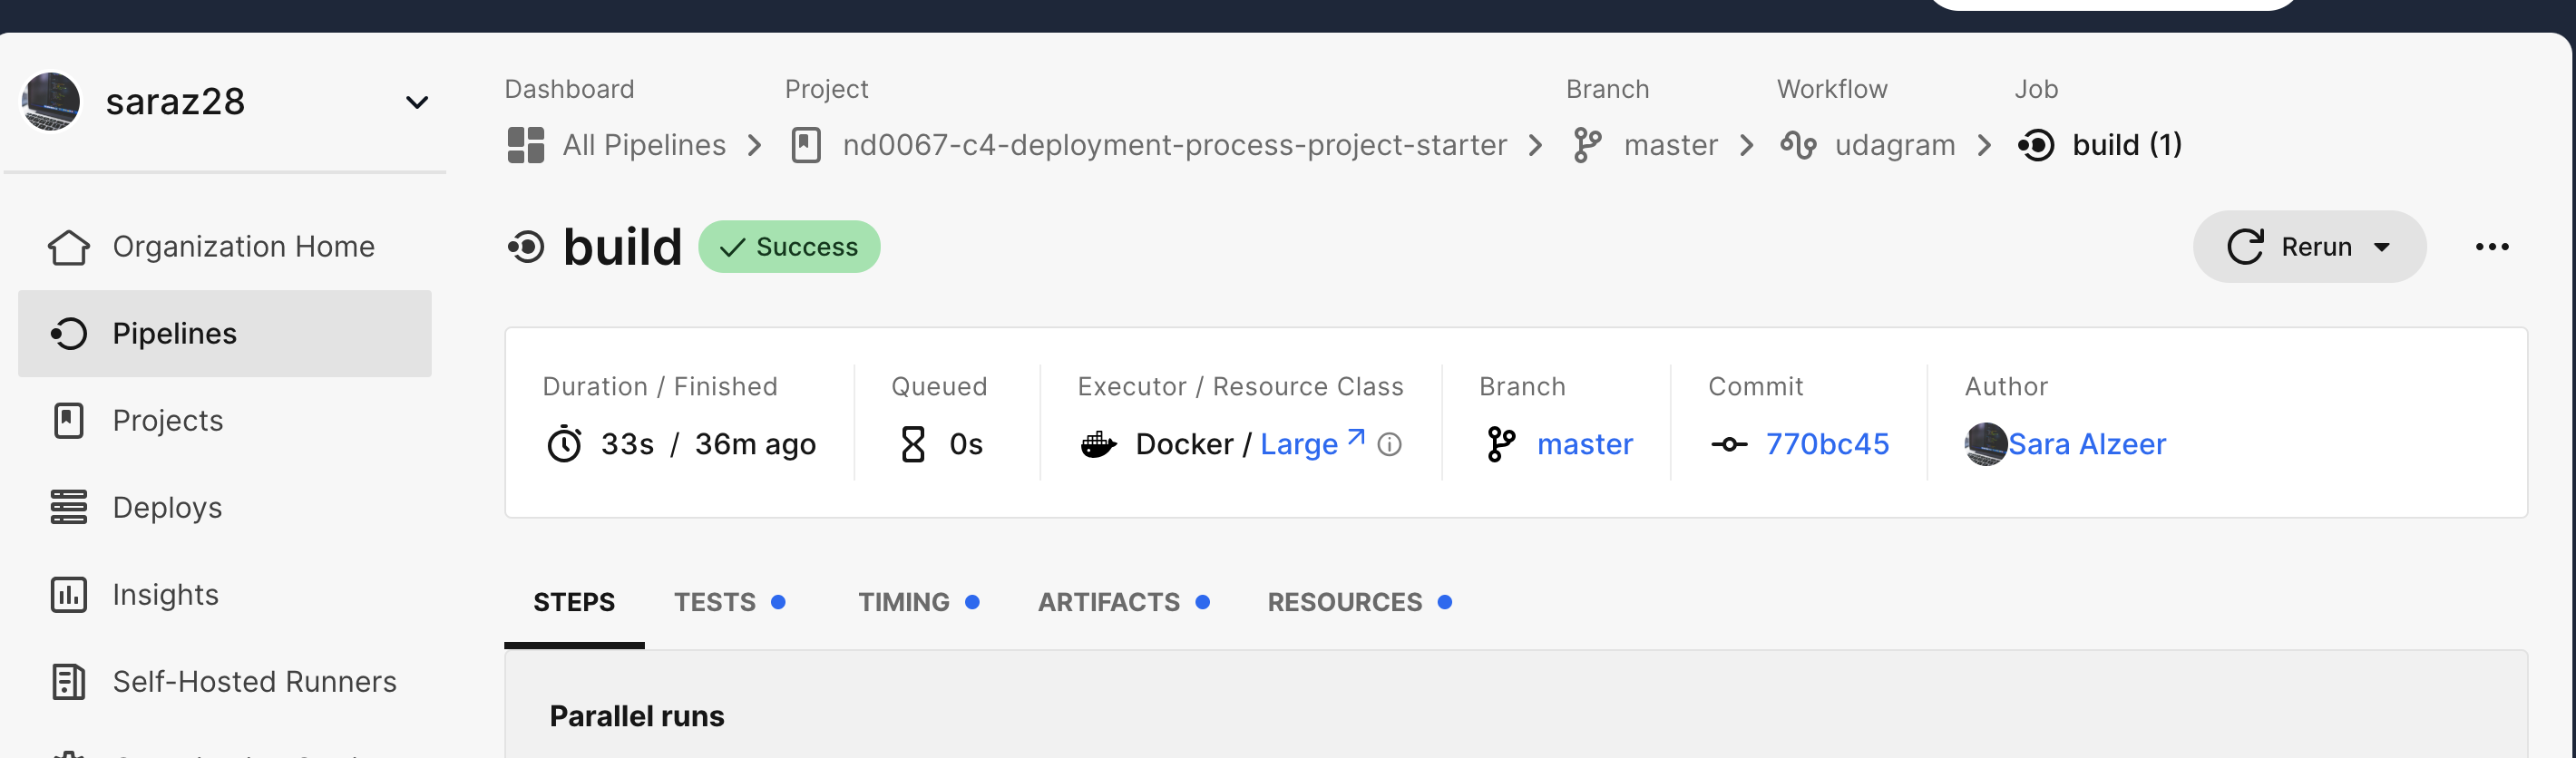 saraz28
Organization Home
Pipelines
Projects
Deploys
Insights
Self-Hosted Runners
Dashboard Project Branch Workflow Job
All Pipelines nd0067-c4-deployment-process-project-starter master udagram build (1)
build Success Rerun
Duration / Finished Queued Executor / Resource Class Branch Commit Author
33s / 36m ago 0s Docker / Large master 770bc45 Sara Alzeer
STEPS TESTS TIMING ARTIFACTS RESOURCES
Parallel runs